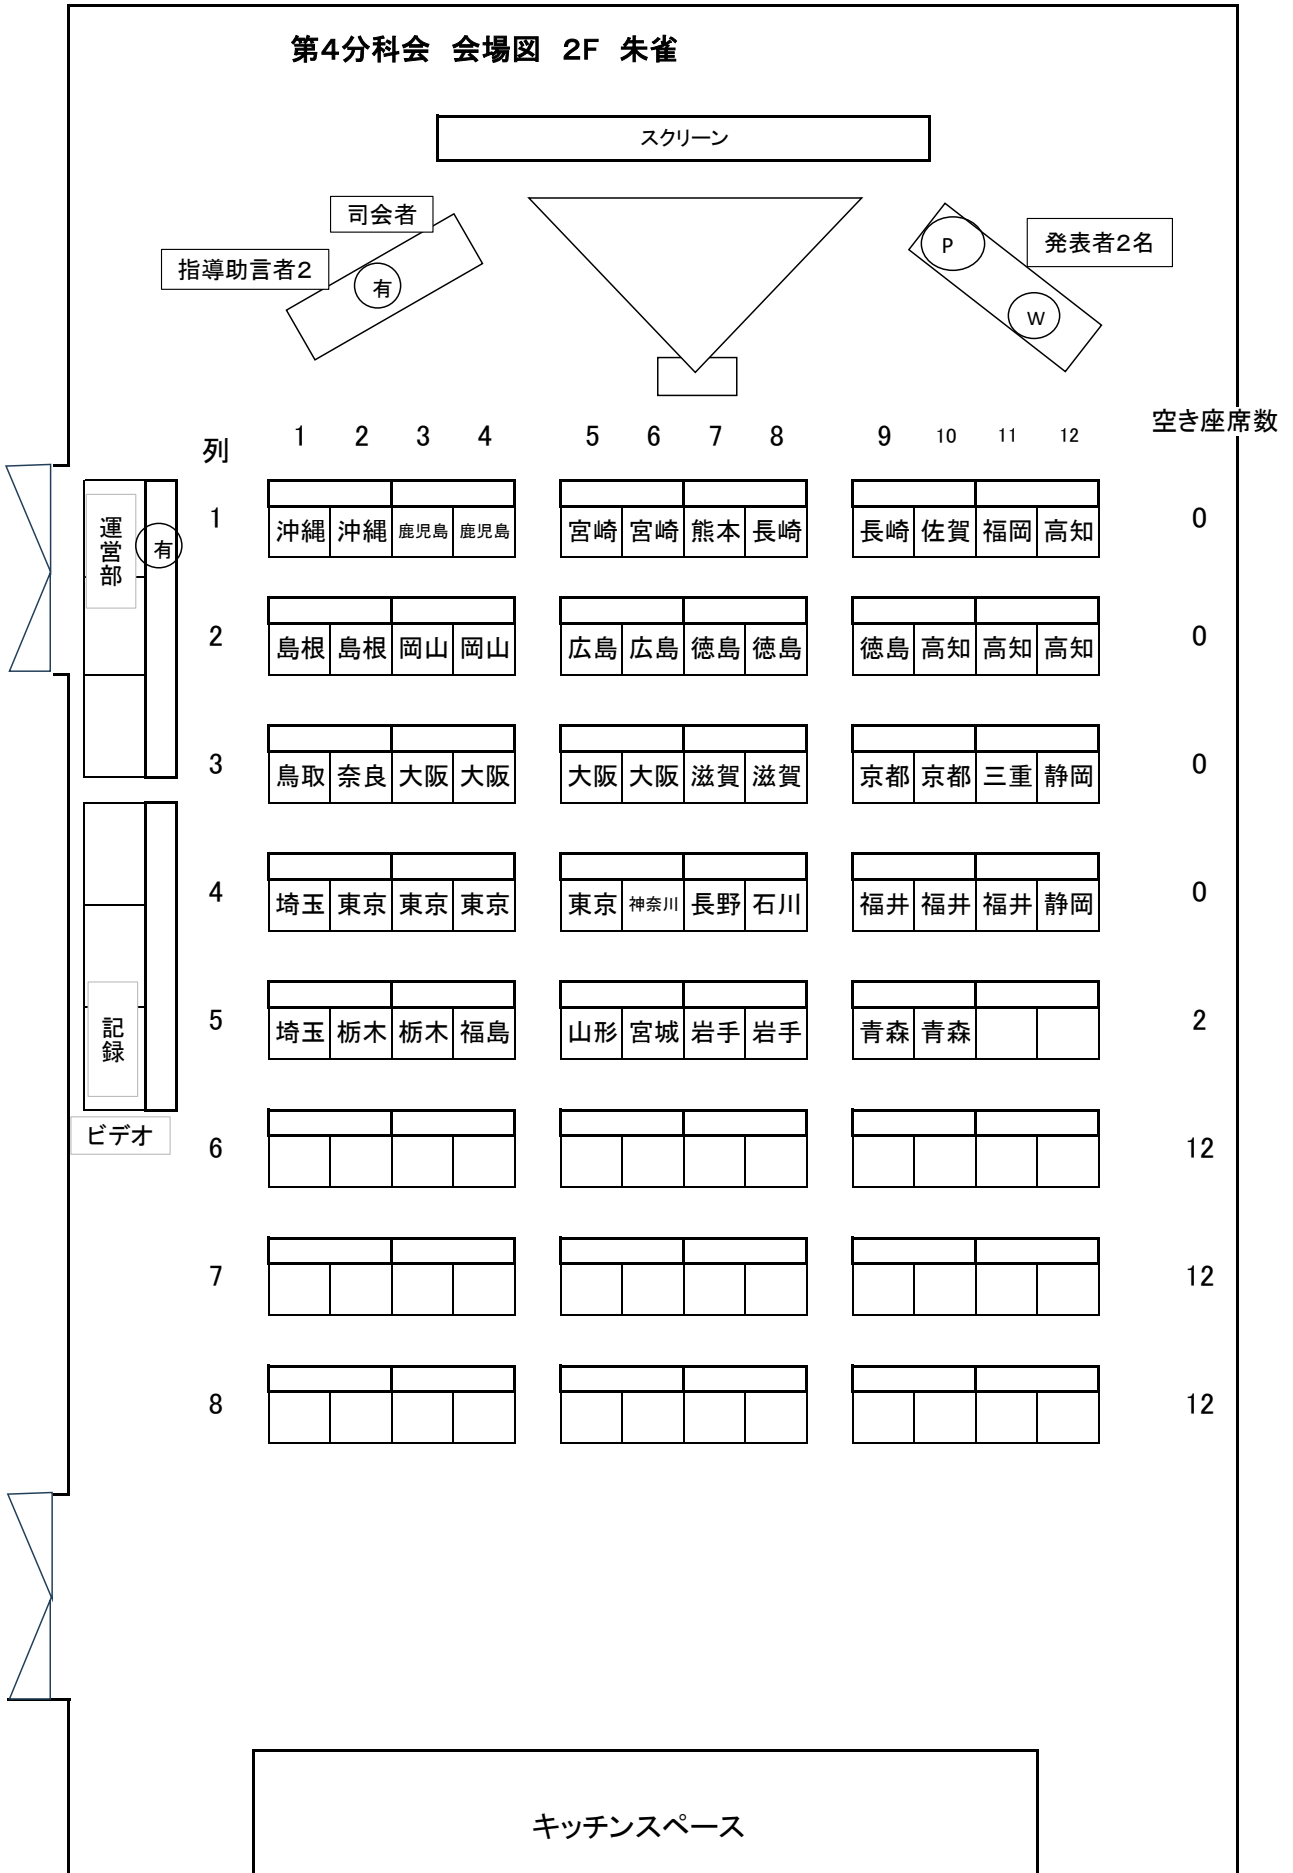 第4分科会 会場図 2F 朱雀
スクリーン
司会者
指導助言者2
有
P
W
発表者2名
空き座席数
列 1 2 3 4 5 6 7 8 9 10 11 12
運営部
有
1 沖縄 沖縄 鹿児島 鹿児島 宮崎 宮崎 熊本 長崎 長崎 佐賀 福岡 高知 0
2 島根 島根 岡山 岡山 広島 広島 徳島 徳島 徳島 高知 高知 高知 0
3 鳥取 奈良 大阪 大阪 大阪 大阪 滋賀 滋賀 京都 京都 三重 静岡 0
4 埼玉 東京 東京 東京 東京 神奈川 長野 石川 福井 福井 福井 静岡 0
記録
5 埼玉 栃木 栃木 福島 山形 宮城 岩手 岩手 青森 青森 2
ビデオ
6 12
7 12
8 12
キッチンスペース